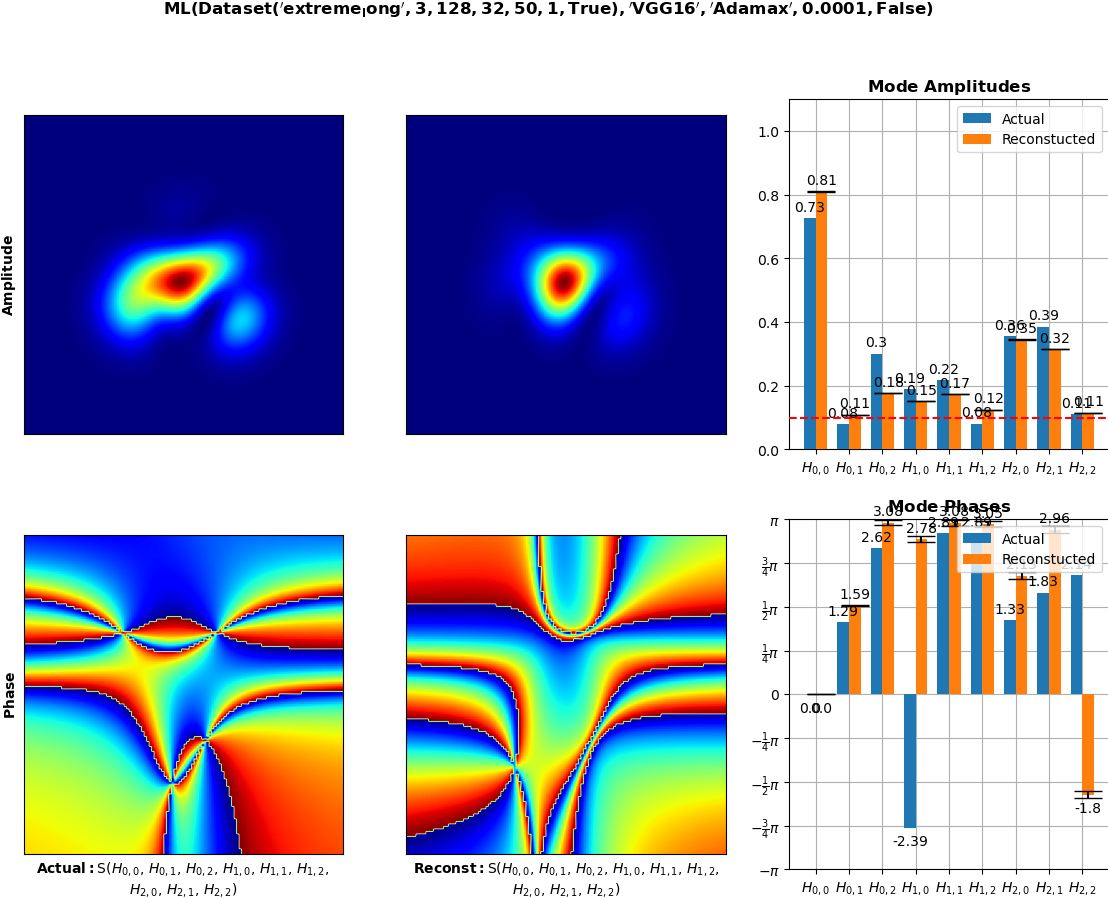 ML(Dataset('extreme_long', 3, 128, 32, 50, 1, True), 'VGG16', 'Adamax', 0.0001, False)
Amplitude
Mode Amplitudes
Actual
Reconstucted
1.0
0.8
0.6
0.4
0.2
0.0
0.73 0.81 0.08 0.11 0.3 0.18 0.19 0.15 0.22 0.17 0.08 0.12 0.36 0.35 0.39 0.32 0.11 0.11
H0,0 H0,1 H0,2 H1,0 H1,1 H1,2 H2,0 H2,1 H2,2
Phase
Mode Phases
Actual
Reconstucted
π
3/4π
1/2π
1/4π
0
−1/4π
−1/2π
−3/4π
−π
0.0 0.0 1.29 1.59 2.62 3.08 -2.39 2.78 3.08 3.05 1.33 1.83 2.96 -1.8
H0,0 H0,1 H0,2 H1,0 H1,1 H1,2 H2,0 H2,1 H2,2
Actual: S(H0,0, H0,1, H0,2, H1,0, H1,1, H1,2,
H2,0, H2,1, H2,2)
Reconst: S(H0,0, H0,1, H0,2, H1,0, H1,1, H1,2,
H2,0, H2,1, H2,2)